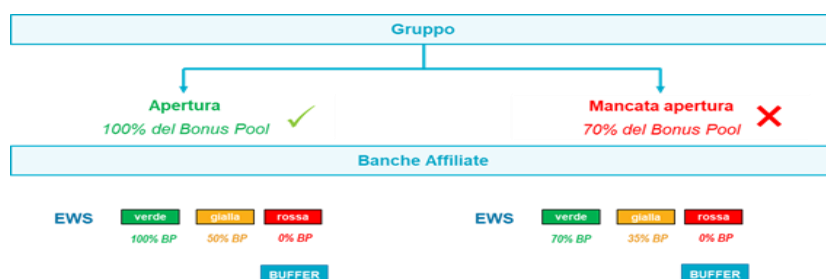 Gruppo
Apertura
100% del Bonus Pool
Mancata apertura
70% del Bonus Pool
Banche Affiliate
EWS verde gialla rossa
100% BP 50% BP 0% BP
BUFFER
EWS verde gialla rossa
70% BP 35% BP 0% BP
BUFFER